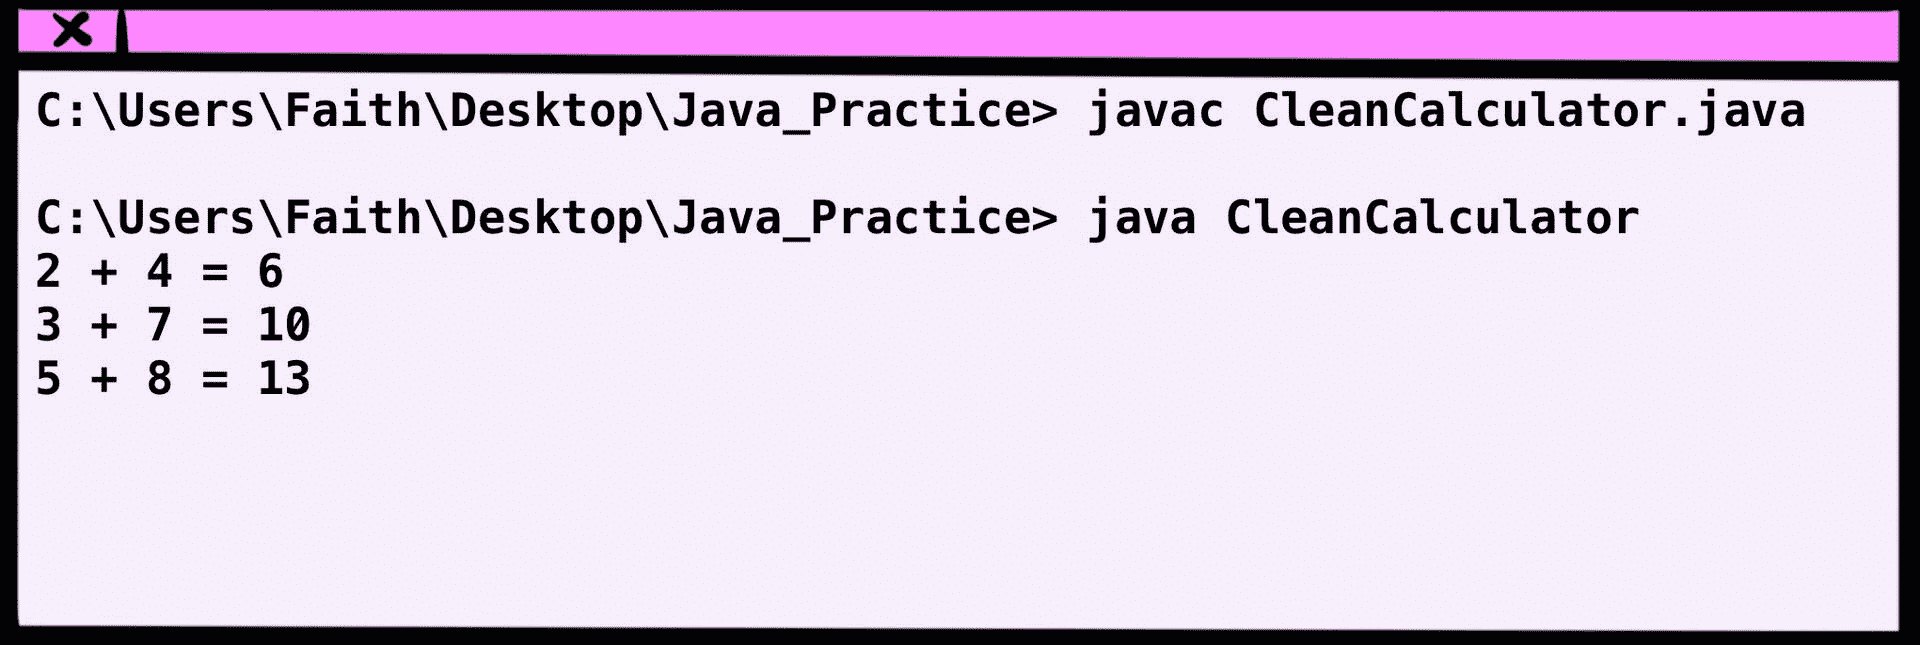 C:\Users\Faith\Desktop\Java_Practice> javac CleanCalculator.java
C:\Users\Faith\Desktop\Java_Practice> java CleanCalculator
2 + 4 = 6
3 + 7 = 10
5 + 8 = 13